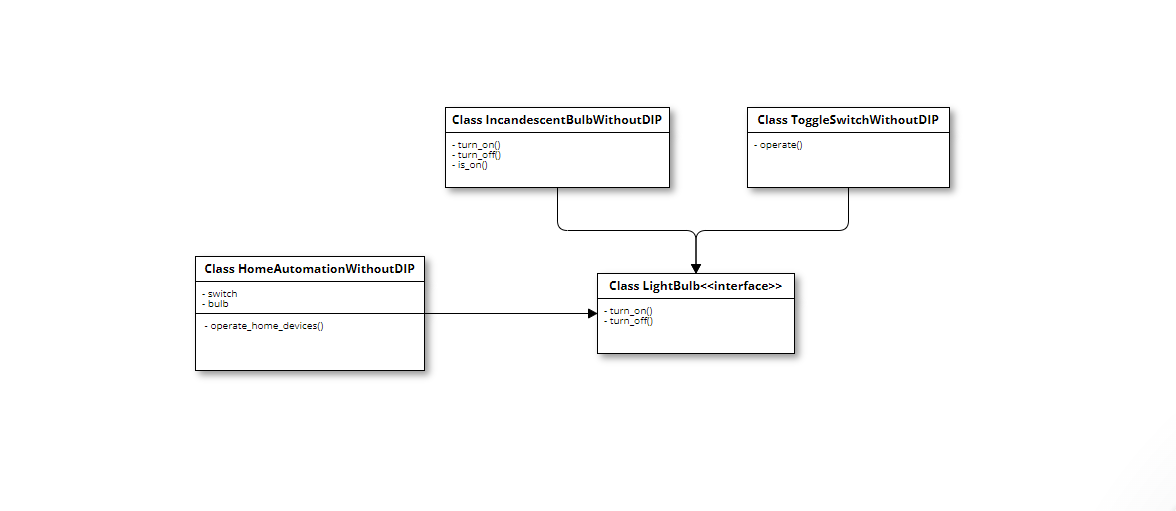 Class IncandescentBulbWithoutDIP
- turn_on()
- turn_off()
- is_on()
Class ToggleSwitchWithoutDIP
- operate()
Class HomeAutomationWithoutDIP
- switch
- bulb
- operate_home_devices()
Class LightBulb<<interface>>
- turn_on()
- turn_off()